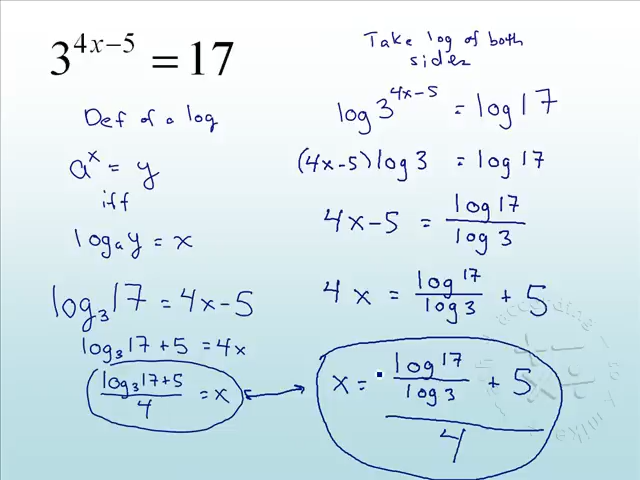 3^{4x-5} = 17
Def of a log
a^x = y
iff
log_a y = x
log_3 17 = 4x - 5
log_3 17 + 5 = 4x
(log_3 17 + 5)/4 = x
Take log of both
sides
log 3^{4x-5} = log 17
(4x-5) log 3 = log 17
4x - 5 = log 17 / log 3
4x = log 17 / log 3 + 5
x = (log 17 / log 3 + 5) / 4